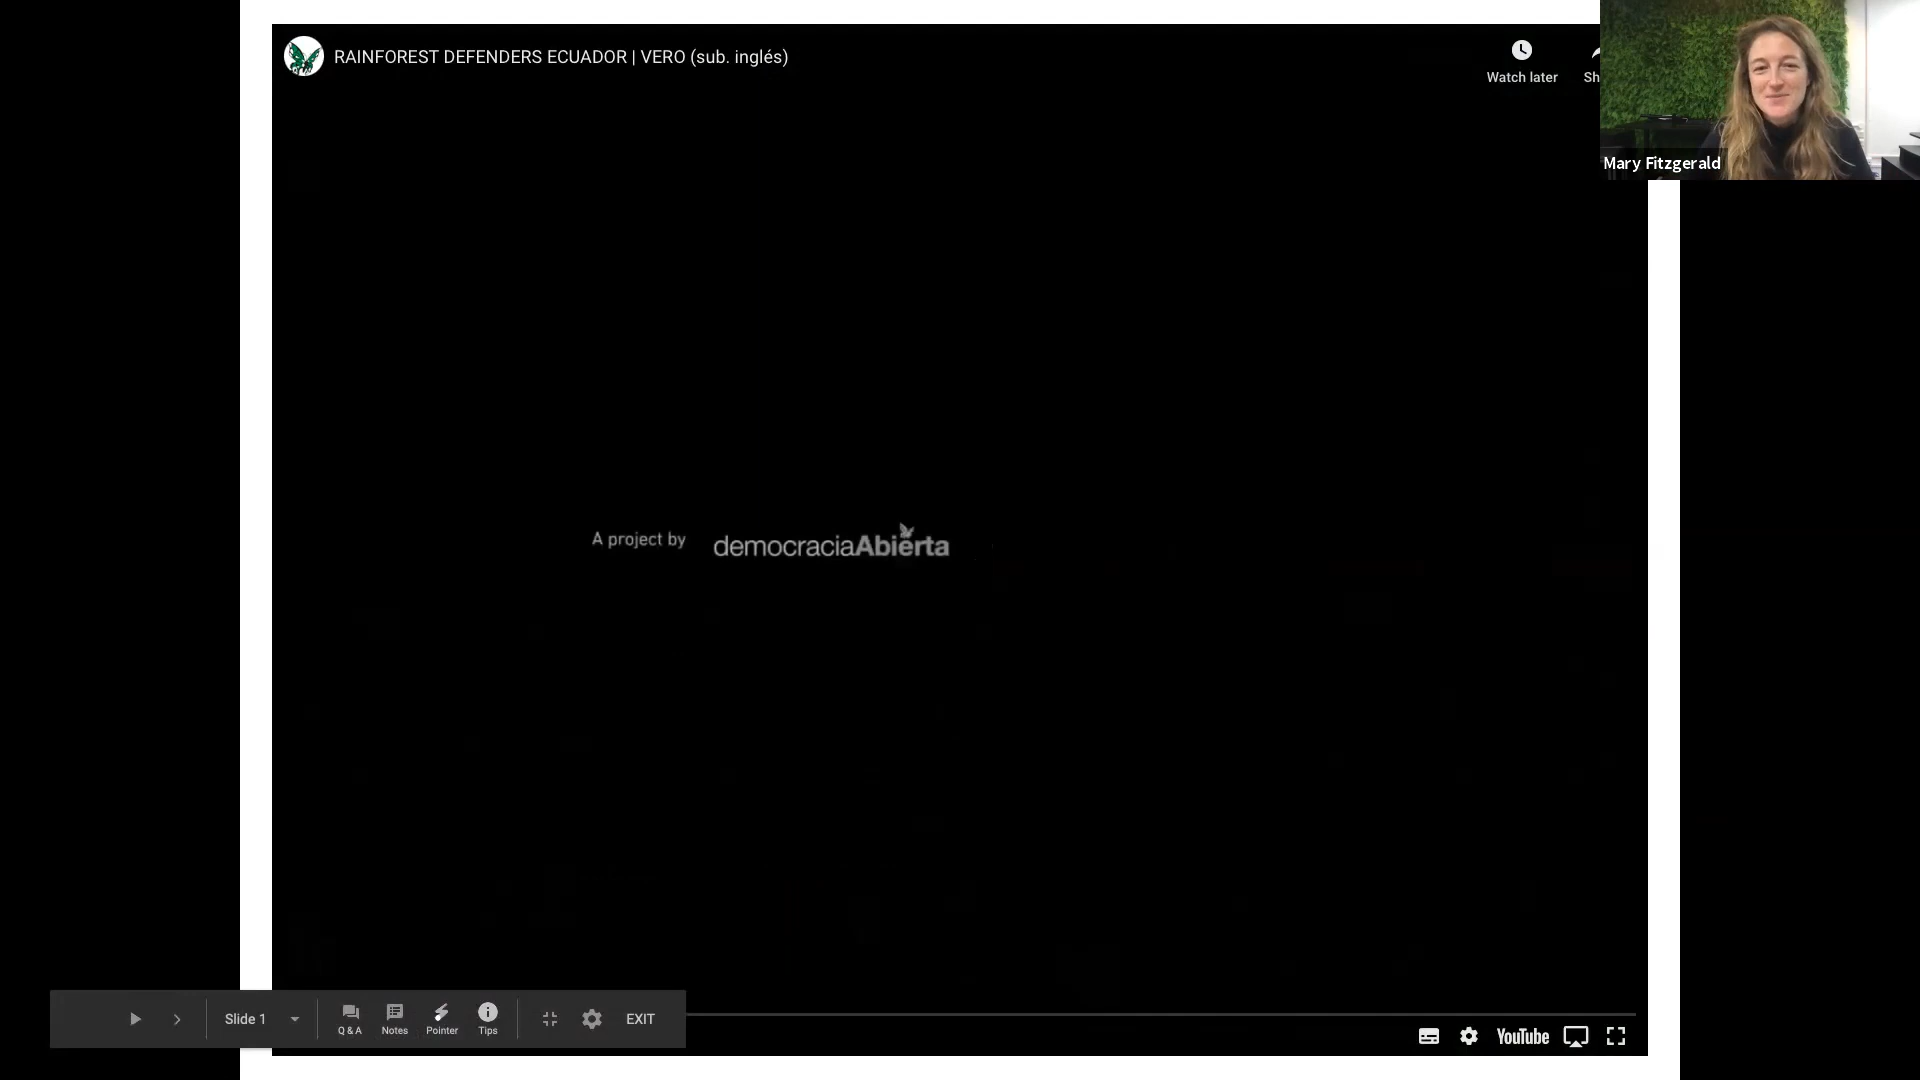 RAINFOREST DEFENDERS ECUADOR | VERO (sub. inglés)
Watch later
Sh
Mary Fitzgerald
A project by democraciaAbierta
Slide 1
Q & A
Notes
Pointer
Tips
EXIT
YouTube